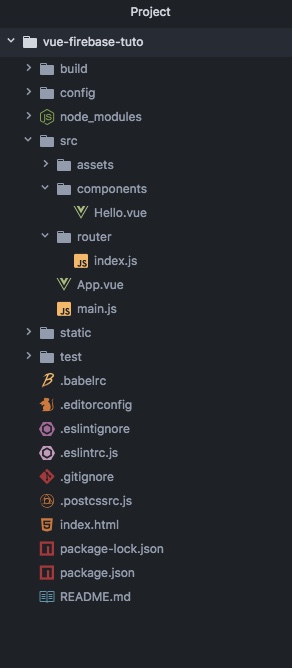 Project
vue-firebase-tuto
build
config
node_modules
src
assets
components
Hello.vue
router
index.js
App.vue
main.js
static
test
.babelrc
.editorconfig
.eslintignore
.eslintrc.js
.gitignore
.postcssrc.js
index.html
package-lock.json
package.json
README.md